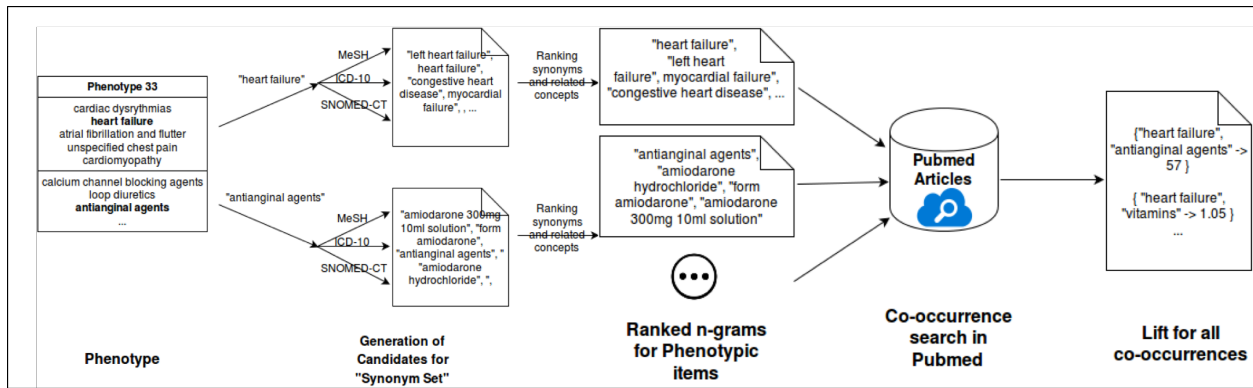 Phenotype 33
cardiac dysrythmias
heart failure
atrial fibrillation and flutter
unspecified chest pain
cardiomyopathy
calcium channel blocking agents
loop diuretics
antianginal agents
...
"heart failure"
"antianginal agents"
MeSH
ICD-10
SNOMED-CT
"left heart failure",
heart failure",
"congestive heart
disease", myocardial
failure", , ...
MeSH
ICD-10
SNOMED-CT
"amiodarone 300mg
10ml solution", "form
amiodarone",
"antianginal agents", "
"amiodarone
hydrochloride", ",
Ranking
synonyms
and related
concepts
Ranking
synonyms
and related
concepts
"heart failure",
"left heart
failure", myocardial failure",
"congestive heart disease", ...
"antianginal agents",
"amiodarone
hydrochloride", "form
amiodarone", "amiodarone
300mg 10ml solution"
Pubmed
Articles
{"heart failure",
"antianginal agents" ->
57 }
{ "heart failure",
"vitamins" -> 1.05 }
...
Phenotype
Generation of
Candidates for
"Synonym Set"
Ranked n-grams
for Phenotypic
items
Co-occurrence
search in
Pubmed
Lift for all
co-occurrences